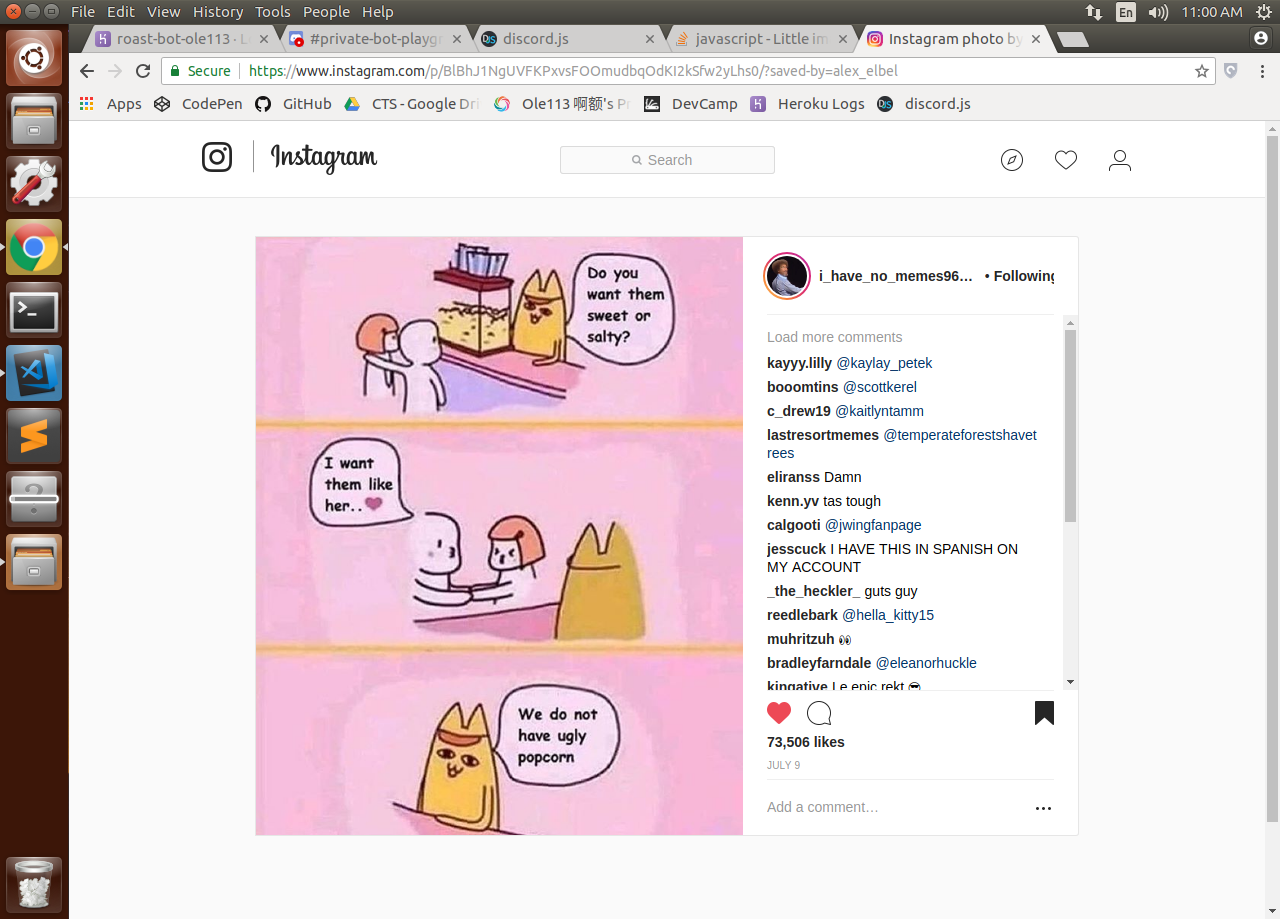 File Edit View History Tools People Help
En 11:00 AM
roast-bot-ole113 · L
#private-bot-playgr
discord.js
javascript - Little im
Instagram photo by
Secure https://www.instagram.com/p/BlBhJ1NgUVFKPxvsFOOmudbqOdKI2kSfw2yLhs0/?saved-by=alex_elbel
Apps CodePen GitHub CTS - Google Dri Ole113 啊额's Pr DevCamp Heroku Logs discord.js
Instagram
Search
Do you
want them
sweet or
salty?
I want
them like
her..
We do not
have ugly
popcorn
i_have_no_memes96... • Following
Load more comments
kayyy.lilly @kaylay_petek
booomtins @scottkerel
c_drew19 @kaitlyntamm
lastresortmemes @temperateforestshavet
rees
eliranss Damn
kenn.yv tas tough
calgooti @jwingfanpage
jesscuck I HAVE THIS IN SPANISH ON
MY ACCOUNT
_the_heckler_ guts guy
reedlebark @hella_kitty15
muhritzuh 👀
bradleyfarndale @eleanorhuckle
kingative Le epic rekt 😎
73,506 likes
JULY 9
Add a comment…